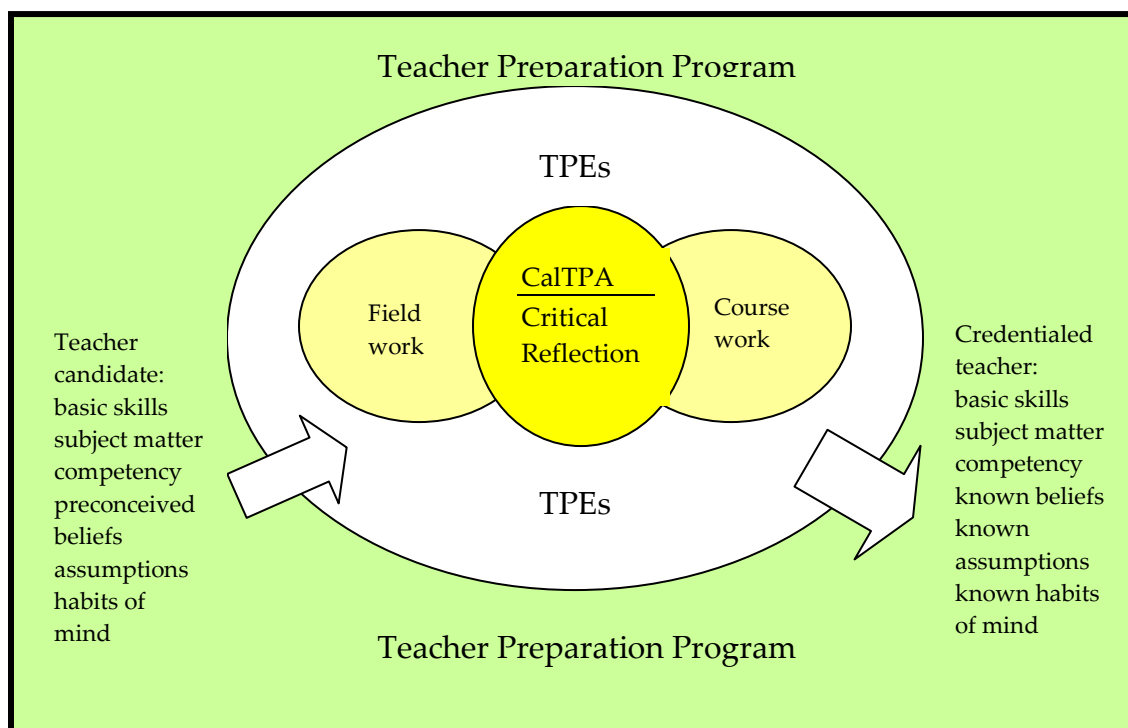 Teacher Preparation Program
TPEs
CalTPA
Critical
Reflection
Field
work
Course
work
Teacher
candidate:
basic skills
subject matter
competency
preconceived
beliefs
assumptions
habits of
mind
Credentialed
teacher:
basic skills
subject matter
competency
known beliefs
known
assumptions
known habits
of mind
TPEs
Teacher Preparation Program